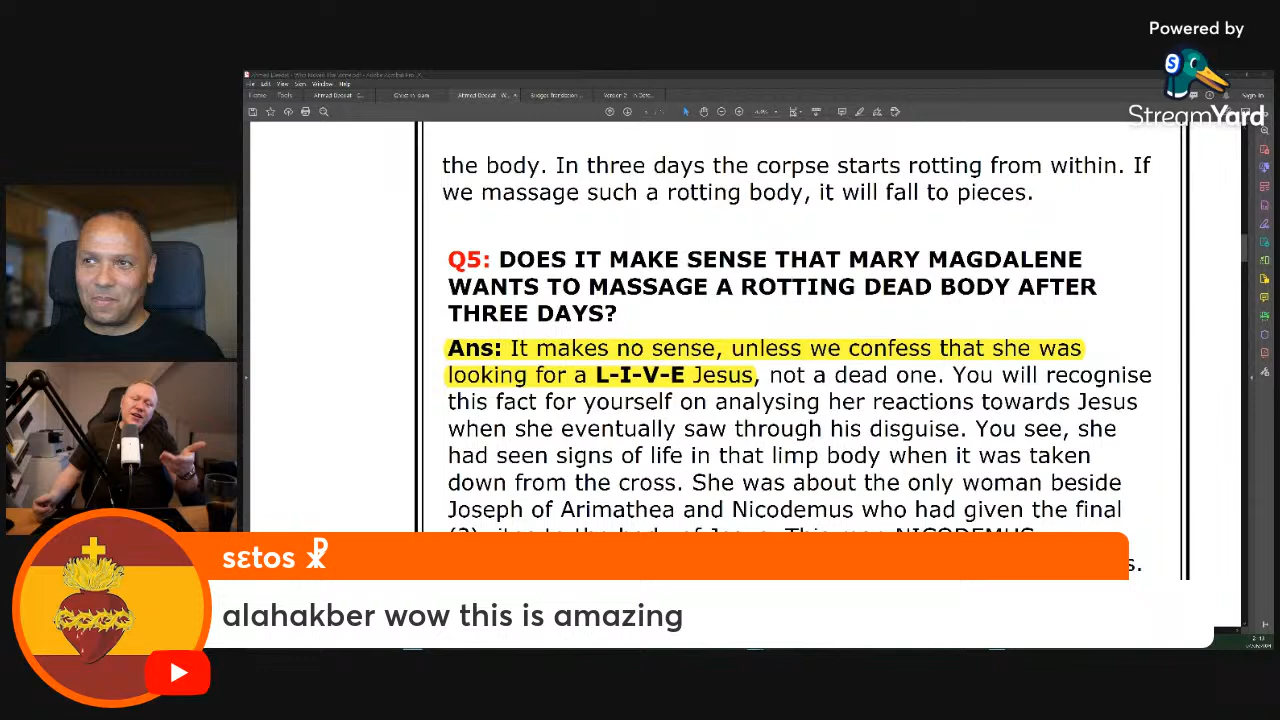 Powered by
StreamYard
Sign In
the body. In three days the corpse starts rotting from within. If
we massage such a rotting body, it will fall to pieces.
Q5: DOES IT MAKE SENSE THAT MARY MAGDALENE
WANTS TO MASSAGE A ROTTING DEAD BODY AFTER
THREE DAYS?
Ans: It makes no sense, unless we confess that she was
looking for a L-I-V-E Jesus, not a dead one. You will recognise
this fact for yourself on analysing her reactions towards Jesus
when she eventually saw through his disguise. You see, she
had seen signs of life in that limp body when it was taken
down from the cross. She was about the only woman beside
Joseph of Arimathea and Nicodemus who had given the final
sεtos ☧
alahakber wow this is amazing